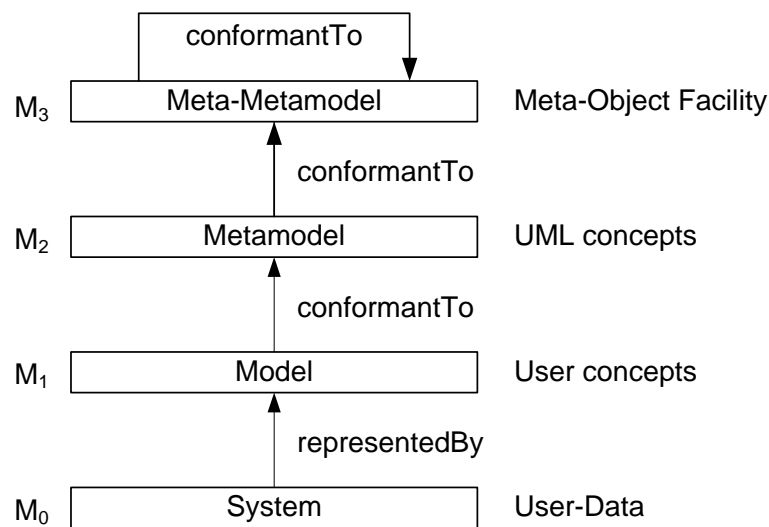 conformantTo
M₃ Meta-Metamodel Meta-Object Facility
conformantTo
M₂ Metamodel UML concepts
conformantTo
M₁ Model User concepts
representedBy
M₀ System User-Data